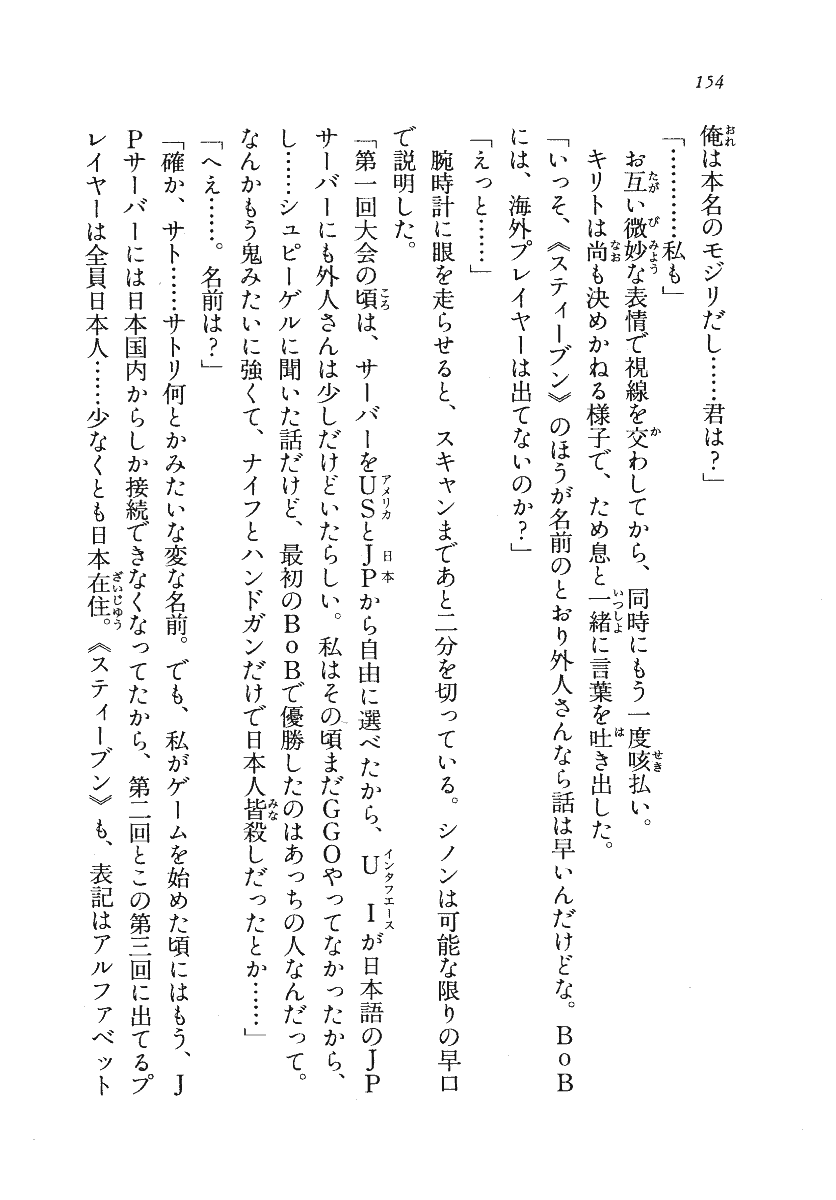 154
俺は本名のモジリだし……君は？」
「…………私も」
お互い微妙な表情で視線を交わしてから、同時にもう一度咳払い。
キリトは尚も決めかねる様子で、ため息と一緒に言葉を吐き出した。
「いっそ、《スティーブン》のほうが名前のとおり外人さんなら話は早いんだけどな。ＢｏＢ
には、海外プレイヤーは出てないのか？」
「えっと……」
腕時計に眼を走らせると、スキャンまであと二分を切っている。シノンは可能な限りの早口
で説明した。
「第一回大会の頃は、サーバーをＵＳとＪＰから自由に選べたから、ＵＩが日本語のＪＰ
サーバーにも外人さんは少しだけどいたらしい。私はその頃まだＧＧＯやってなかったから、
し……シュピーゲルに聞いた話だけど、最初のＢｏＢで優勝したのはあっちの人なんだって。
なんかもう鬼みたいに強くて、ナイフとハンドガンだけで日本人皆殺しだったとか……」
「へえ……。名前は？」
「確か、サト……サトリ何とかみたいな変な名前。でも、私がゲームを始めた頃にはもう、Ｊ
Ｐサーバーには日本国内からしか接続できなくなってたから、第二回とこの第三回に出てるプ
レイヤーは全員日本人……少なくとも日本在住。《スティーブン》も、表記はアルファベット